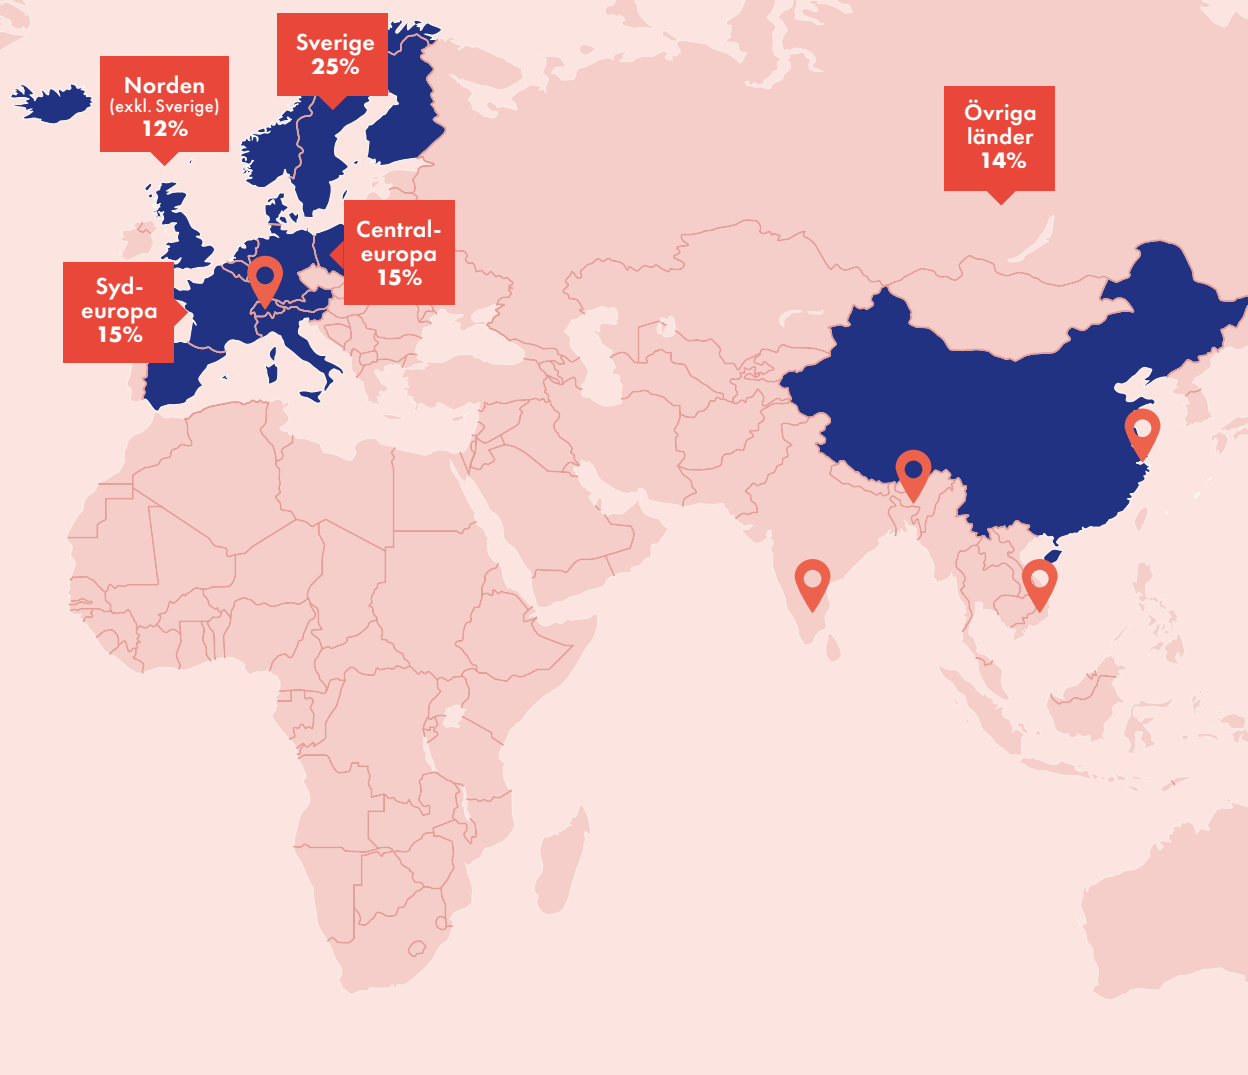 Sverige
25%
Norden
(exkl. Sverige)
12%
Övriga
länder
14%
Central-
europa
15%
Syd-
europa
15%